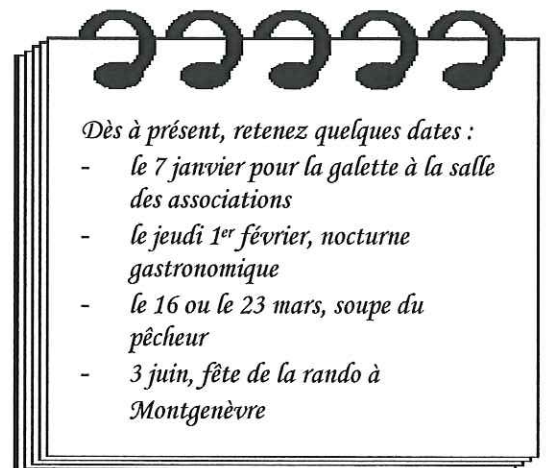 Dès à présent, retenez quelques dates :
- le 7 janvier pour la galette à la salle
des associations
- le jeudi 1er février, nocturne
gastronomique
- le 16 ou le 23 mars, soupe du
pêcheur
- 3 juin, fête de la rando à
Montgenèvre